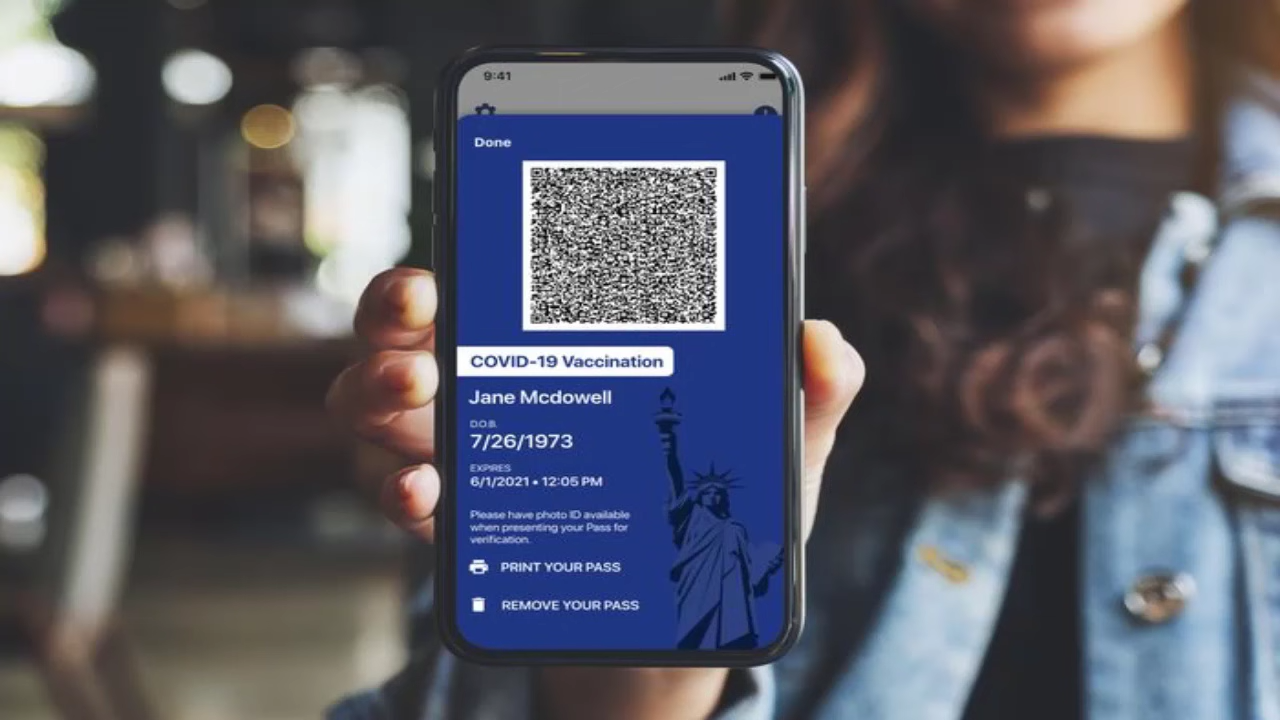 9:41
Done
COVID-19 Vaccination
Jane Mcdowell
D.O.B.
7/26/1973
EXPIRES
6/1/2021 • 12:05 PM
Please have photo ID available
when presenting your Pass for
verification.
PRINT YOUR PASS
REMOVE YOUR PASS